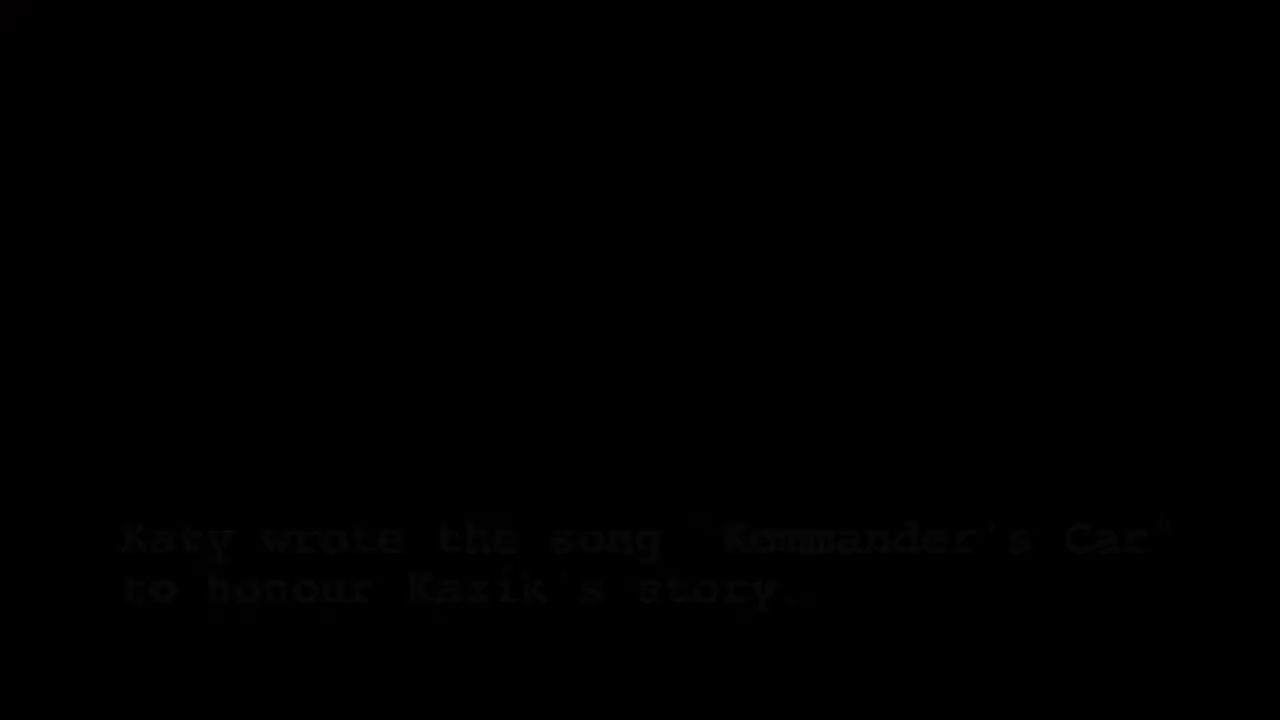 Katy wrote the song "Kommander's Car"
to honour Kazik's story.